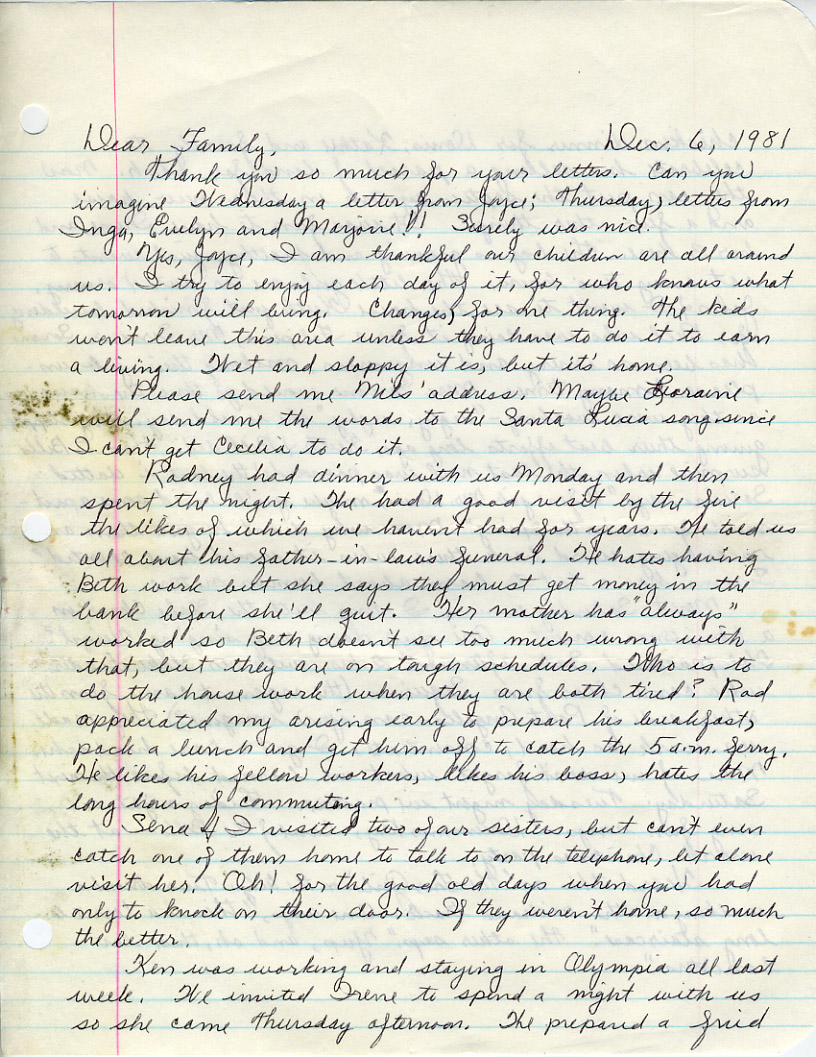 Dear Family, Dec. 6, 1981
Thank you so much for your letters. Can you
imagine Wednesday a letter from Joyce; Thursday, letters from
Inga, Evelyn and Marjorie!! Surely was nice.
Yes, Joyce, I am thankful our children are all around
us. I try to enjoy each day of it, for who knows what
tomorrow will bring. Changes, for one thing. The kids
won't leave this area unless they have to do it to earn
a living. Wet and sloppy it is, but it's home.
Please send me Nils' address. Maybe Loraine
will send me the words to the Santa Lucia song since
I can't get Cecelia to do it.
Rodney had dinner with us Monday and then
spent the night. We had a good visit by the fire
the likes of which we haven't had for years. He told us
all about his father-in-law's funeral. He hates having
Beth work but she says they must get money in the
bank before she'll quit. Her mother has "always"
worked so Beth doesn't see too much wrong with
that, but they are on tough schedules. Who is to
do the house work when they are both tired? Rod
appreciated my arising early to prepare his breakfast,
pack a lunch and get him off to catch the 5 a.m. ferry.
He likes his fellow workers, likes his boss, hates the
long hours of commuting.
Sena & I visited two of our sisters, but can't even
catch one of them home to talk to on the telephone, let alone
visit her. Oh! for the good old days when you had
only to knock on their door. If they weren't home, so much
the better.
Ken was working and staying in Olympia all last
week. We invited Irene to spend a night with us
so she came Thursday afternoon. We prepared a fried